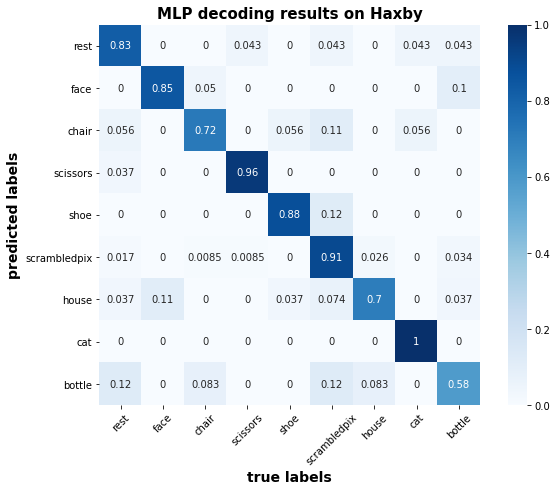 MLP decoding results on Haxby
rest 0.83 0 0 0.043 0 0.043 0 0.043 0.043
face 0 0.85 0.05 0 0 0 0 0 0.1
chair 0.056 0 0.72 0 0.056 0.11 0 0.056 0
scissors 0.037 0 0 0.96 0 0 0 0 0
shoe 0 0 0 0 0.88 0.12 0 0 0
scrambledpix 0.017 0 0.0085 0.0085 0 0.91 0.026 0 0.034
house 0.037 0.11 0 0 0.037 0.074 0.7 0 0.037
cat 0 0 0 0 0 0 0 1 0
bottle 0.12 0 0.083 0 0 0.12 0.083 0 0.58
rest face chair scissors shoe scrambledpix house cat bottle
true labels
predicted labels
1.0
0.8
0.6
0.4
0.2
0.0